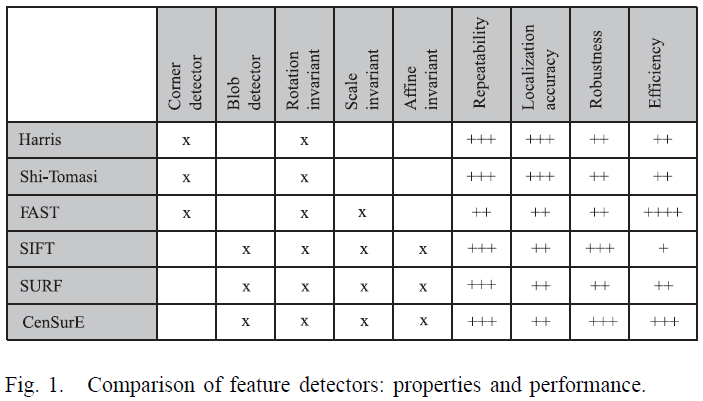 Corner detector Blob detector Rotation invariant Scale invariant Affine invariant Repeatability Localization accuracy Robustness Efficiency
Harris x x +++ +++ ++ ++
Shi-Tomasi x x +++ +++ ++ ++
FAST x x x ++ ++ ++ ++++
SIFT x x x x +++ ++ +++ +
SURF x x x x +++ ++ ++ ++
CenSurE x x x x +++ ++ +++ +++
Fig. 1. Comparison of feature detectors: properties and performance.